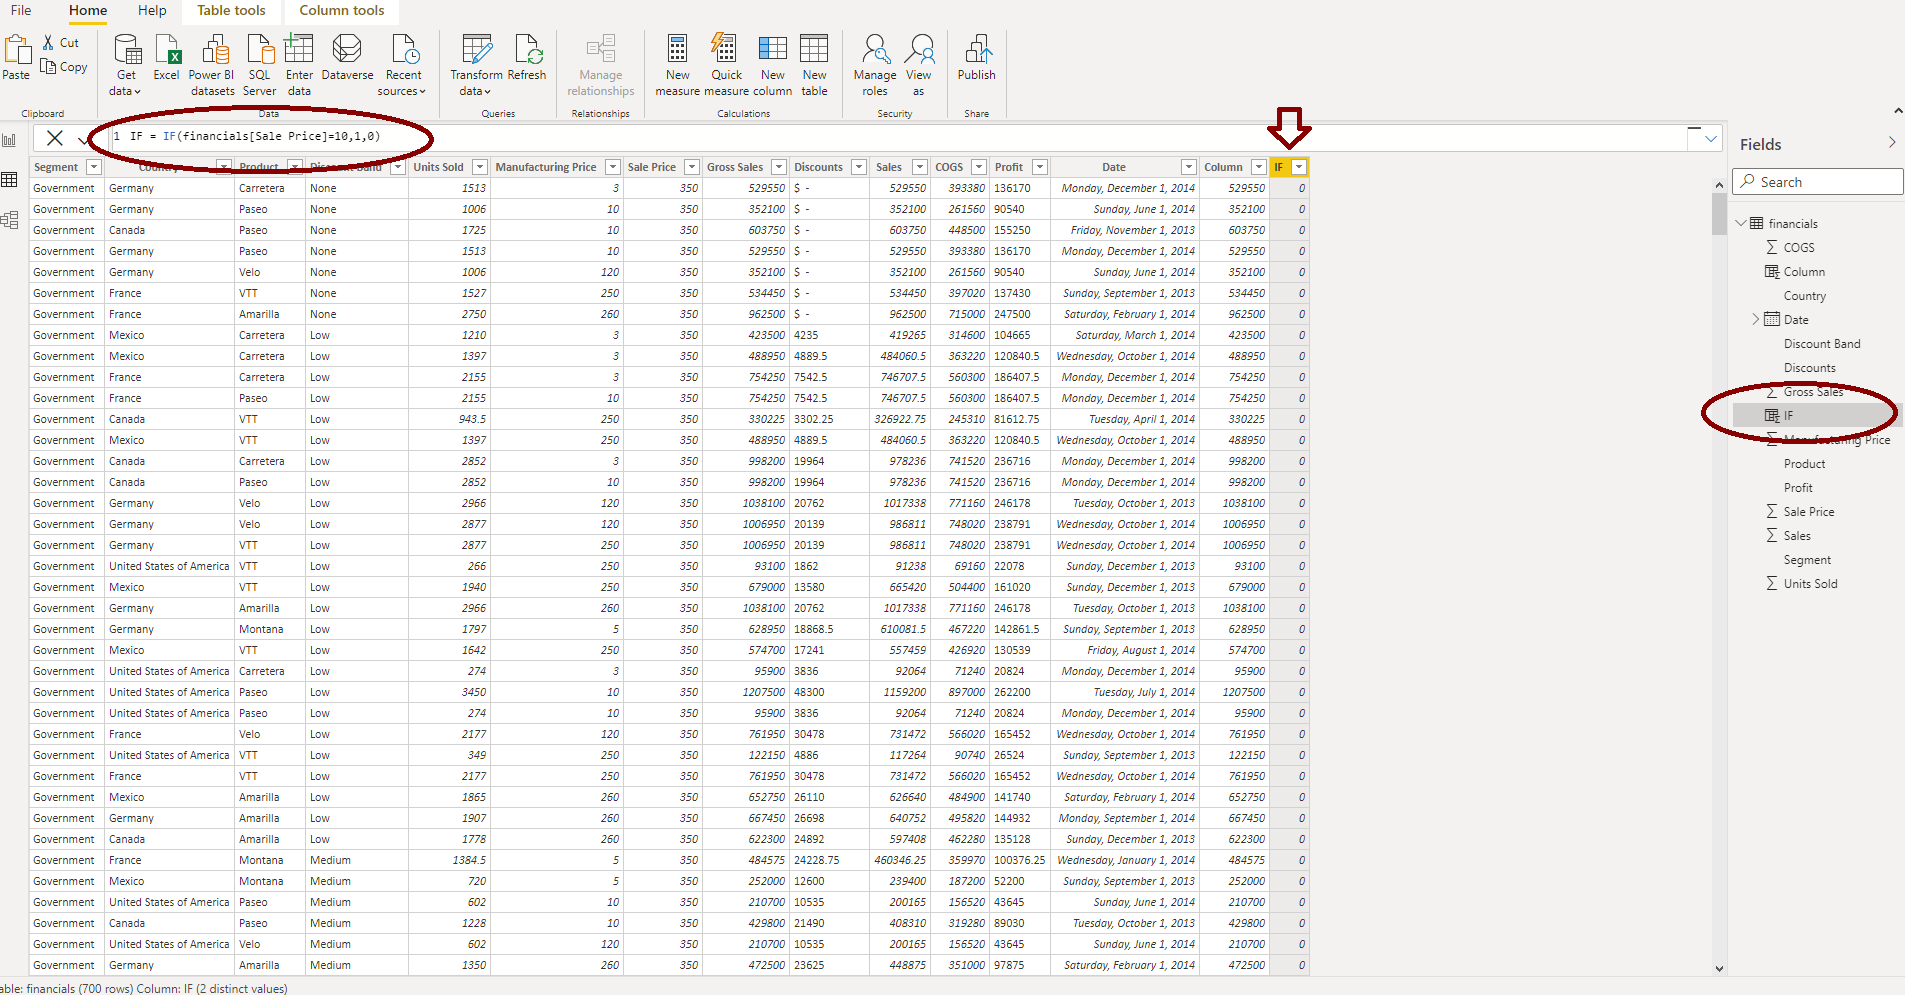 File Home Help Table tools Column tools
Paste Cut Copy Get data Excel Power BI datasets SQL Server Enter data Dataverse Recent sources Transform data Refresh Manage relationships New measure Quick measure New column New table Manage roles View as Publish
Clipboard Data Queries Relationships Calculations Security Share
1 IF = IF(financials[Sale Price]=10,1,0)
Segment Product Units Sold Manufacturing Price Sale Price Gross Sales Discounts Sales COGS Profit Date Column IF
Government Germany Carretera None 1513 3 350 529550 $ - 529550 393380 136170 Monday, December 1, 2014 529550 0
Government Germany Paseo None 1006 10 350 352100 $ - 352100 261560 90540 Sunday, June 1, 2014 352100 0
Government Canada Paseo None 1725 10 350 603750 $ - 603750 448500 155250 Friday, November 1, 2013 603750 0
Government Germany Paseo None 1513 10 350 529550 $ - 529550 393380 136170 Monday, December 1, 2014 529550 0
Government Germany Velo None 1006 120 350 352100 $ - 352100 261560 90540 Sunday, June 1, 2014 352100 0
Government France VTT None 1527 250 350 534450 $ - 534450 397020 137430 Sunday, September 1, 2013 534450 0
Government France Amarilla None 2750 260 350 962500 $ - 962500 715000 247500 Saturday, February 1, 2014 962500 0
Government Mexico Carretera Low 1210 3 350 423500 4235 419265 314600 104665 Saturday, March 1, 2014 423500 0
Government Mexico Carretera Low 1397 3 350 488950 4889.5 484060.5 363220 120840.5 Wednesday, October 1, 2014 488950 0
Government France Carretera Low 2155 3 350 754250 7542.5 746707.5 560300 186407.5 Monday, December 1, 2014 754250 0
Government France Paseo Low 2155 10 350 754250 7542.5 746707.5 560300 186407.5 Monday, December 1, 2014 754250 0
Government Canada VTT Low 943.5 250 350 330225 3302.25 326922.75 245310 81612.75 Tuesday, April 1, 2014 330225 0
Government Mexico VTT Low 1397 250 350 488950 4889.5 484060.5 363220 120840.5 Wednesday, October 1, 2014 488950 0
Government Canada Carretera Low 2852 3 350 998200 19964 978236 741520 236716 Monday, December 1, 2014 998200 0
Government Canada Paseo Low 2852 10 350 998200 19964 978236 741520 236716 Monday, December 1, 2014 998200 0
Government Germany Velo Low 2966 120 350 1038100 20762 1017338 771160 246178 Tuesday, October 1, 2013 1038100 0
Government Germany Velo Low 2877 120 350 1006950 20139 986811 748020 238791 Wednesday, October 1, 2014 1006950 0
Government Germany VTT Low 2877 250 350 1006950 20139 986811 748020 238791 Wednesday, October 1, 2014 1006950 0
Government United States of America VTT Low 266 250 350 93100 1862 91238 69160 22078 Sunday, December 1, 2013 93100 0
Government Mexico VTT Low 1940 250 350 679000 13580 665420 504400 161020 Sunday, December 1, 2013 679000 0
Government Germany Amarilla Low 2966 260 350 1038100 20762 1017338 771160 246178 Tuesday, October 1, 2013 1038100 0
Government Germany Montana Low 1797 5 350 628950 18868.5 610081.5 467220 142861.5 Sunday, September 1, 2013 628950 0
Government Mexico VTT Low 1642 250 350 574700 17241 557459 426920 130539 Friday, August 1, 2014 574700 0
Government United States of America Carretera Low 274 3 350 95900 3836 92064 71240 20824 Monday, December 1, 2014 95900 0
Government United States of America Paseo Low 3450 10 350 1207500 48300 1159200 897000 262200 Tuesday, July 1, 2014 1207500 0
Government United States of America Paseo Low 274 10 350 95900 3836 92064 71240 20824 Monday, December 1, 2014 95900 0
Government France Velo Low 2177 120 350 761950 30478 731472 566020 165452 Wednesday, October 1, 2014 761950 0
Government United States of America VTT Low 349 250 350 122150 4886 117264 90740 26524 Sunday, September 1, 2013 122150 0
Government France VTT Low 2177 250 350 761950 30478 731472 566020 165452 Wednesday, October 1, 2014 761950 0
Government Mexico Amarilla Low 1865 260 350 652750 26110 626640 484900 141740 Saturday, February 1, 2014 652750 0
Government Germany Amarilla Low 1907 260 350 667450 26698 640752 495820 144932 Monday, September 1, 2014 667450 0
Government Canada Amarilla Low 1778 260 350 622300 24892 597408 462280 135128 Sunday, December 1, 2013 622300 0
Government France Montana Medium 1384.5 5 350 484575 24228.75 460346.25 359970 100376.25 Wednesday, January 1, 2014 484575 0
Government Mexico Montana Medium 720 5 350 252000 12600 239400 187200 52200 Sunday, September 1, 2013 252000 0
Government United States of America Paseo Medium 602 10 350 210700 10535 200165 156520 43645 Sunday, June 1, 2014 210700 0
Government Canada Paseo Medium 1228 10 350 429800 21490 408310 319280 89030 Tuesday, October 1, 2013 429800 0
Government United States of America Velo Medium 602 120 350 210700 10535 200165 156520 43645 Sunday, June 1, 2014 210700 0
Government Germany Amarilla Medium 1350 260 350 472500 23625 448875 351000 97875 Saturday, February 1, 2014 472500 0
able: financials (700 rows) Column: IF (2 distinct values)
Fields
Search
financials
COGS
Column
Country
Date
Discount Band
Discounts
Gross Sales
IF
Manufacturing Price
Product
Profit
Sale Price
Sales
Segment
Units Sold